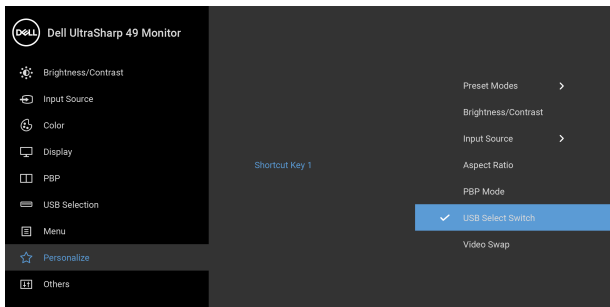 DELL Dell UltraSharp 49 Monitor
Brightness/Contrast
Input Source
Color
Display
PBP
USB Selection
Menu
Personalize
Others
Shortcut Key 1
Preset Modes
Brightness/Contrast
Input Source
Aspect Ratio
PBP Mode
USB Select Switch
Video Swap